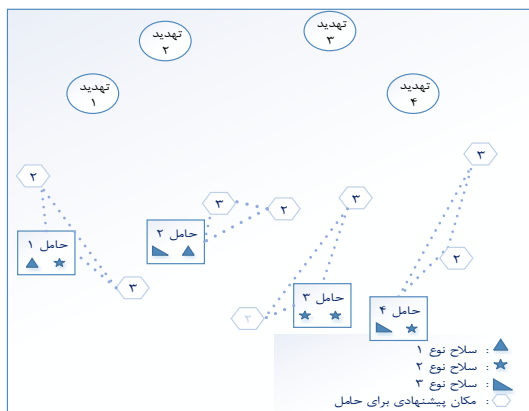 تهدید
۳
تهدید
۲
تهدید
۱
تهدید
۴
۳
۲
۳
۳
۲
حامل ۲
حامل ۱
۲
۳
حامل ۳
حامل ۴
۲
: سلاح نوع ۱
: سلاح نوع ۲
: سلاح نوع ۳
: مکان پیشنهادی برای حامل